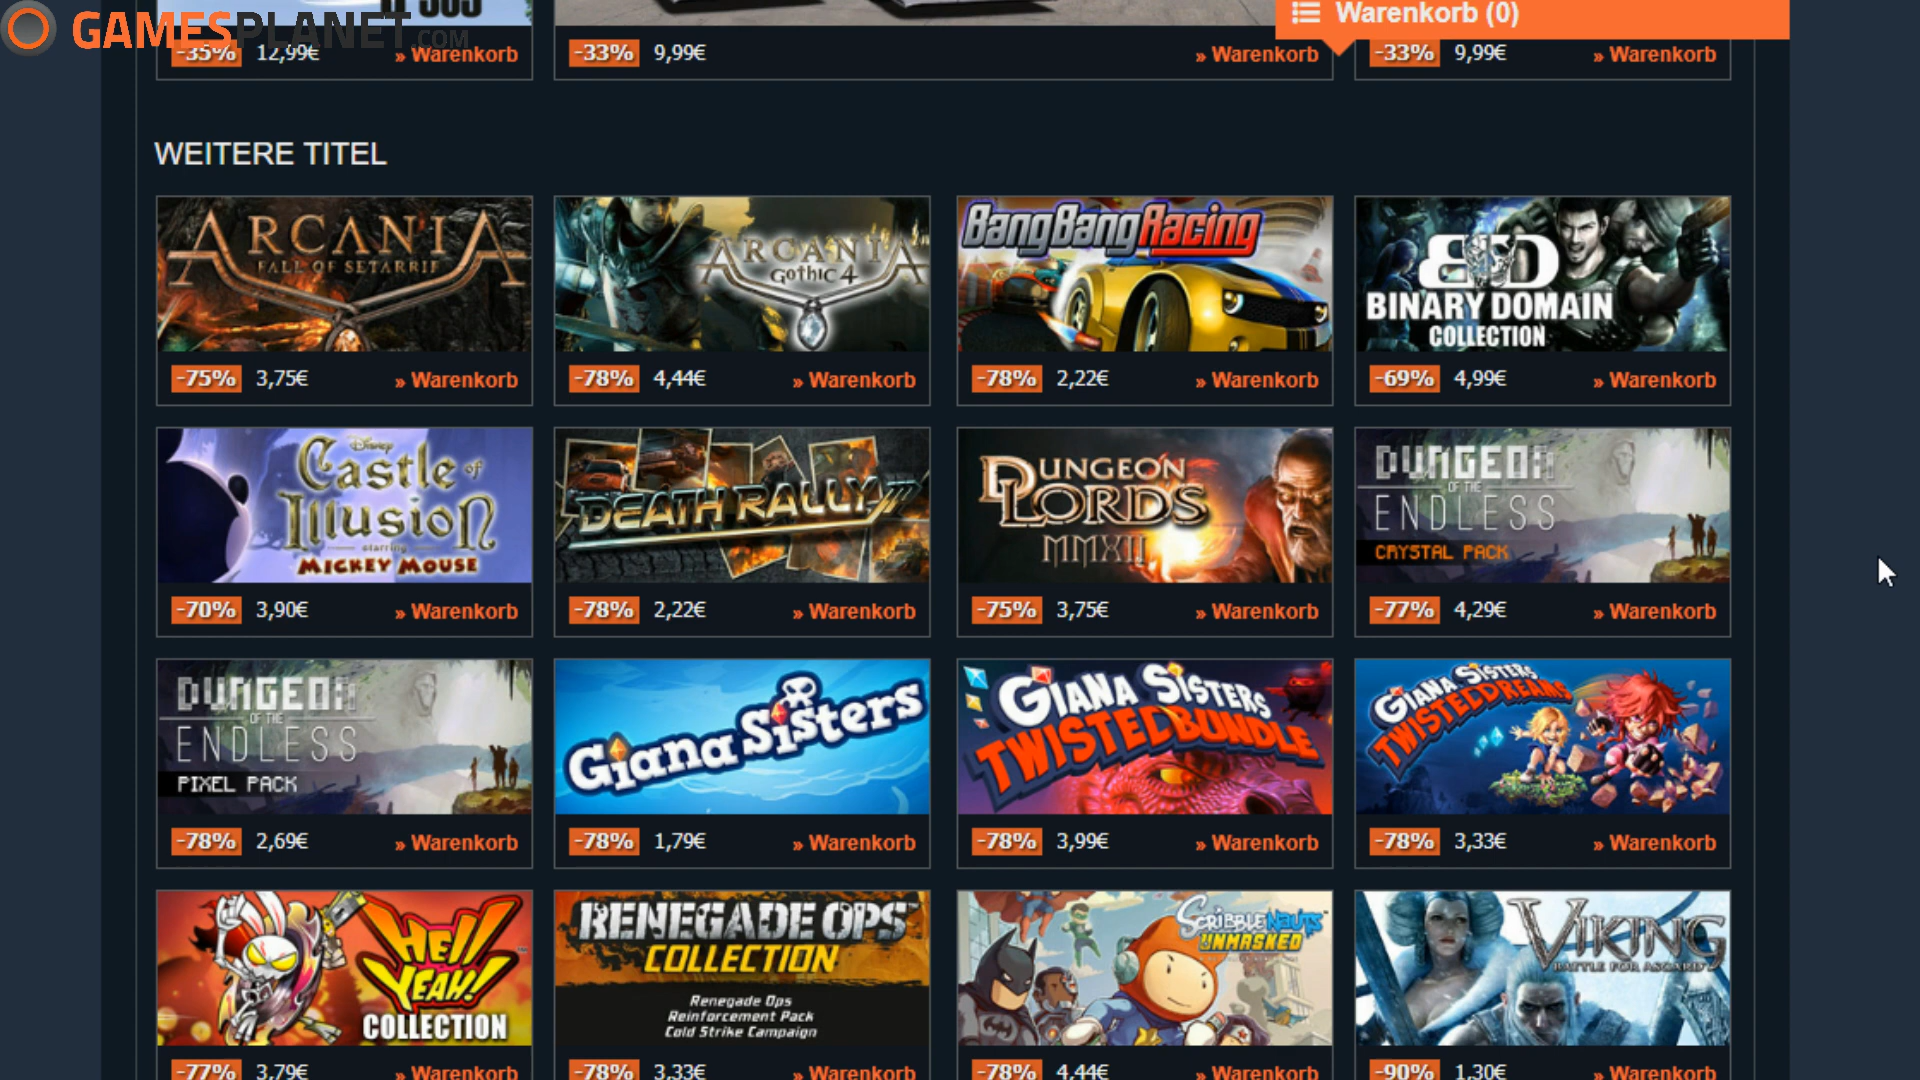 GAMESPLANET.COM
Warenkorb (0)
-35% 12,99€ » Warenkorb
-33% 9,99€ » Warenkorb
-33% 9,99€ » Warenkorb
WEITERE TITEL
ARCANIA
FALL OF SETARRIF
ARCANIA
GOTHIC 4
BangBangRacing
BINARY DOMAIN
COLLECTION
-75% 3,75€ » Warenkorb
-78% 4,44€ » Warenkorb
-78% 2,22€ » Warenkorb
-69% 4,99€ » Warenkorb
Disney
Castle of
Illusion
starring
MICKEY MOUSE
DEATH RALLY
DUNGEON
LORDS
MMXII
DUNGEON
OF THE
ENDLESS
CRYSTAL PACK
-70% 3,90€ » Warenkorb
-78% 2,22€ » Warenkorb
-75% 3,75€ » Warenkorb
-77% 4,29€ » Warenkorb
DUNGEON
OF THE
ENDLESS
PIXEL PACK
Giana Sisters
GIANA SISTERS
TWISTED BUNDLE
GIANA SISTERS
TWISTED DREAMS
-78% 2,69€ » Warenkorb
-78% 1,79€ » Warenkorb
-78% 3,99€ » Warenkorb
-78% 3,33€ » Warenkorb
HELL
YEAH!
COLLECTION
RENEGADE OPS™
COLLECTION
Renegade Ops
Reinforcement Pack
Cold Strike Campaign
SCRIBBLENAUTS
UNMASKED
VIKING
BATTLE FOR ASGARD
-77% 3,79€ » Warenkorb
-78% 3,33€ » Warenkorb
-78% 4,44€ » Warenkorb
-90% 1,30€ » Warenkorb